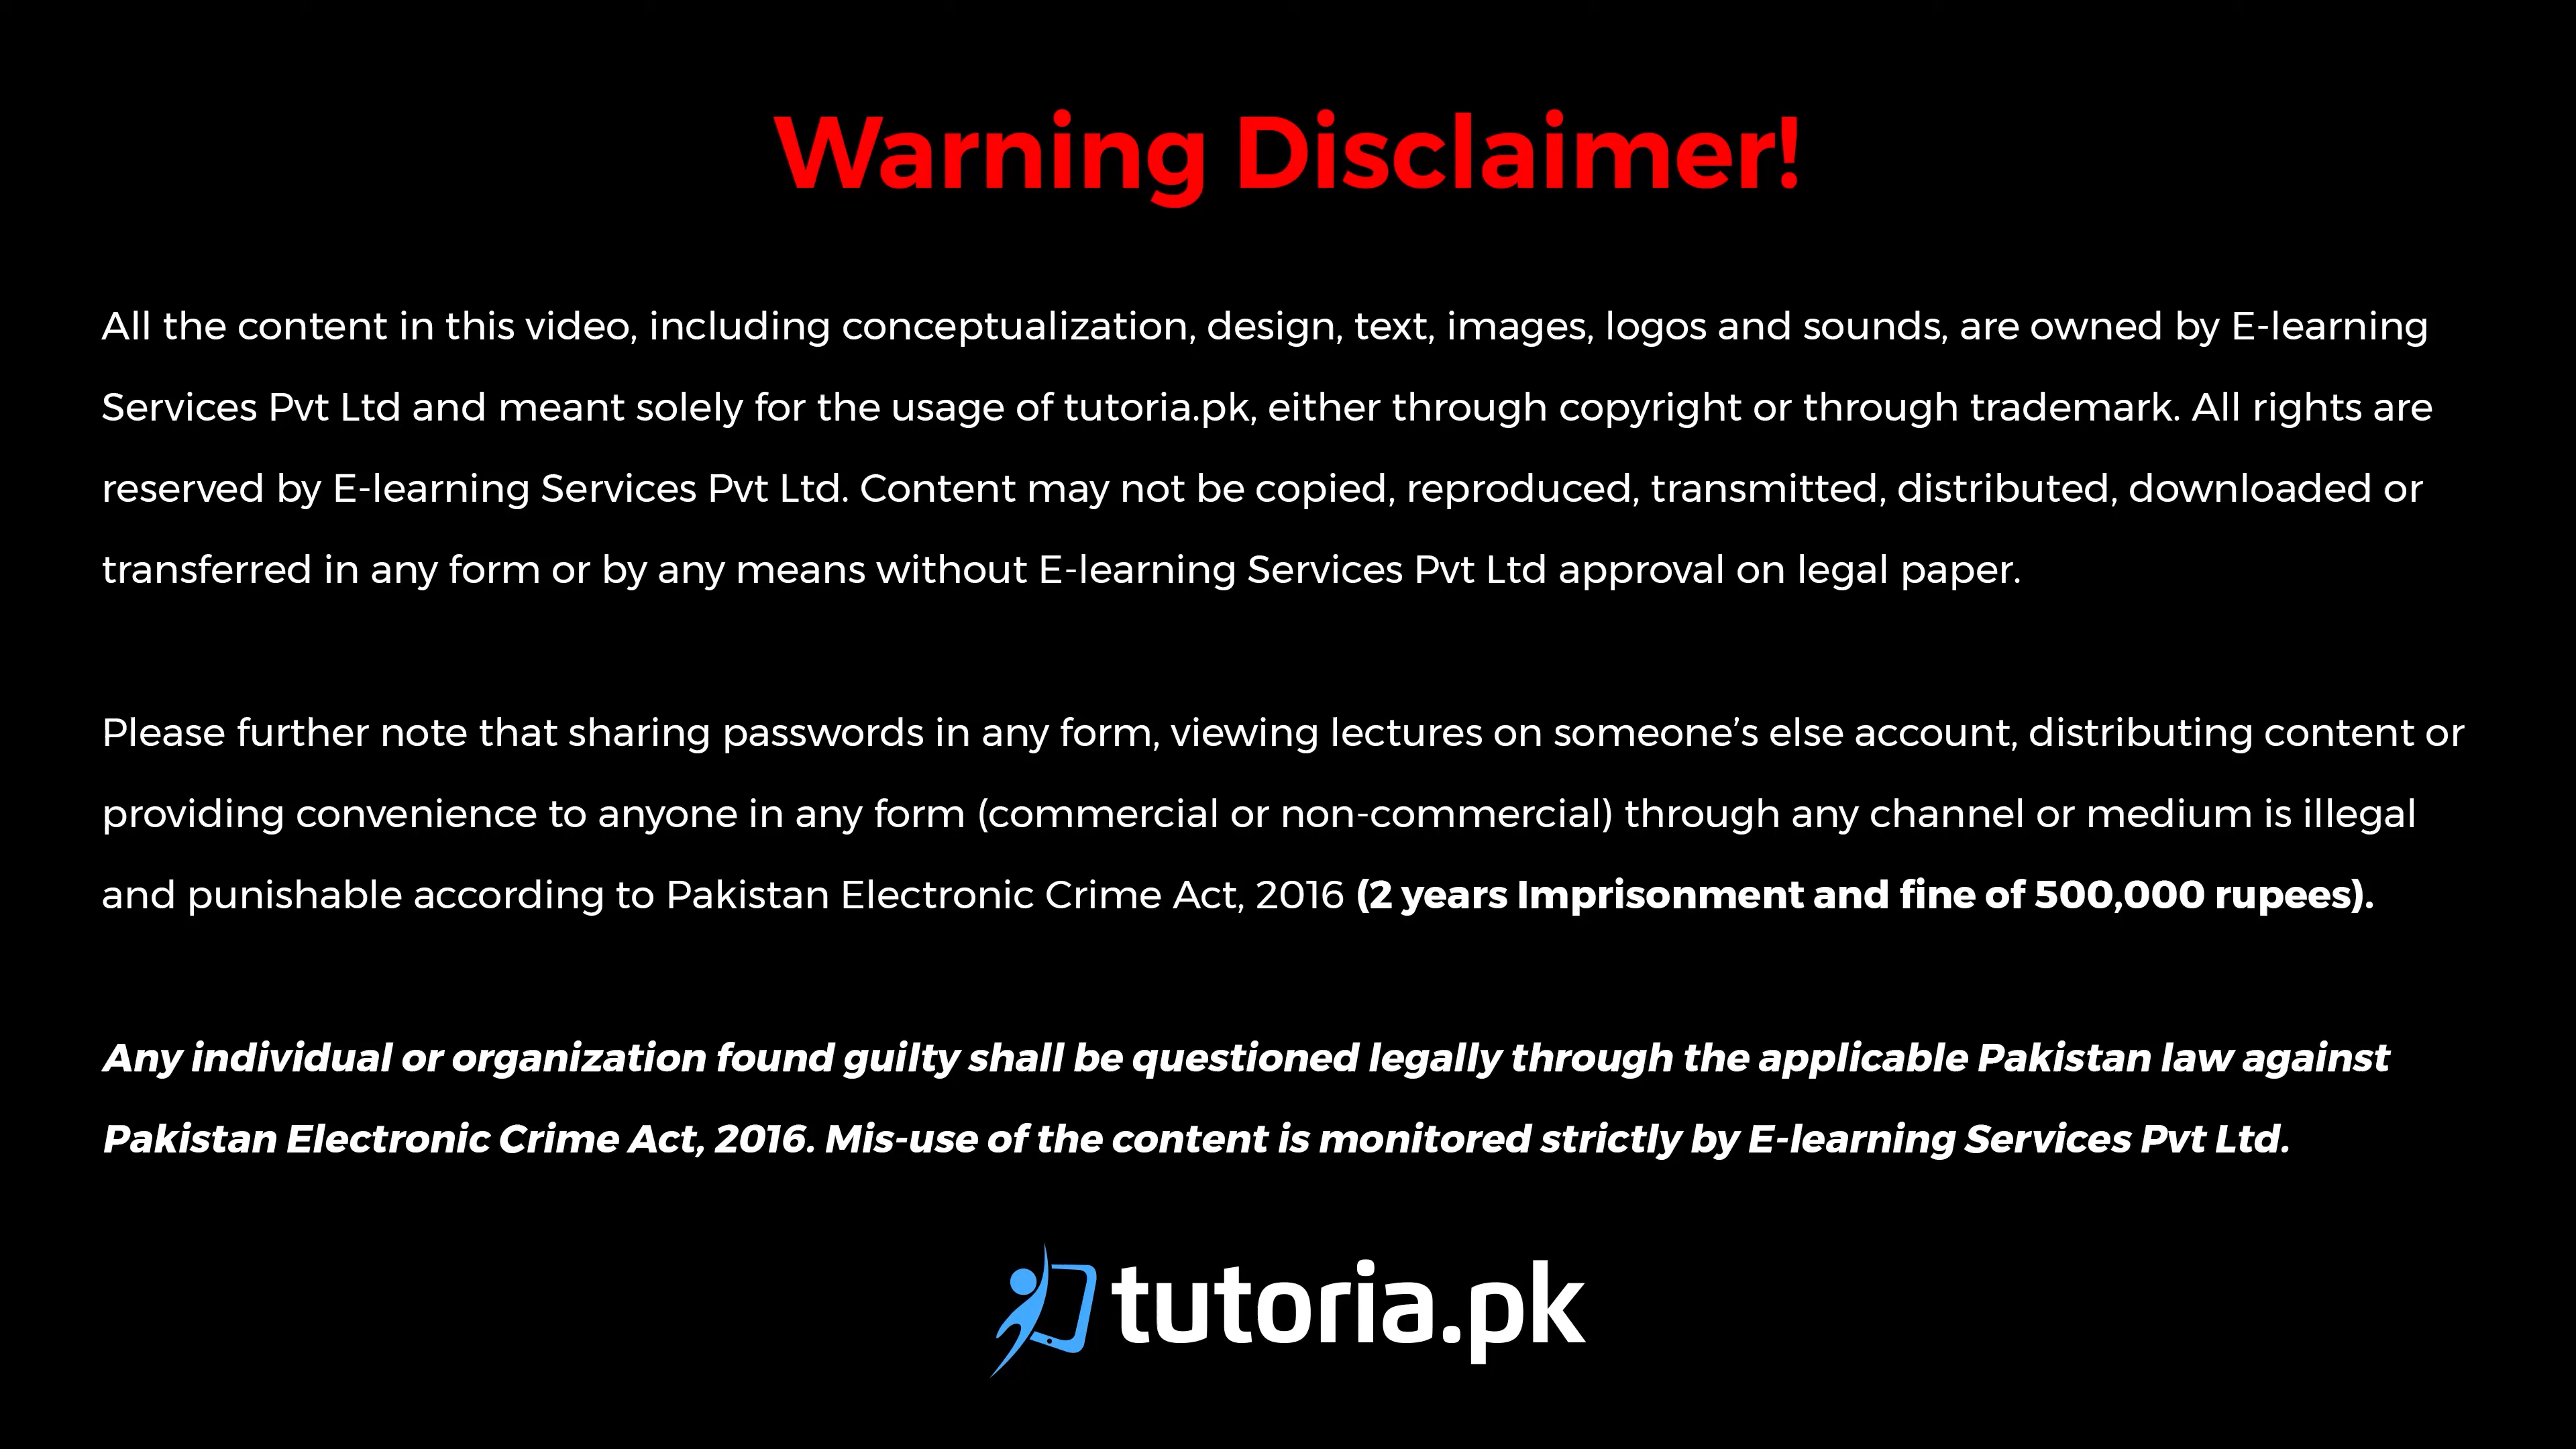 Warning Disclaimer!
All the content in this video, including conceptualization, design, text, images, logos and sounds, are owned by E-learning
Services Pvt Ltd and meant solely for the usage of tutoria.pk, either through copyright or through trademark. All rights are
reserved by E-learning Services Pvt Ltd. Content may not be copied, reproduced, transmitted, distributed, downloaded or
transferred in any form or by any means without E-learning Services Pvt Ltd approval on legal paper.
Please further note that sharing passwords in any form, viewing lectures on someone’s else account, distributing content or
providing convenience to anyone in any form (commercial or non-commercial) through any channel or medium is illegal
and punishable according to Pakistan Electronic Crime Act, 2016 (2 years Imprisonment and fine of 500,000 rupees).
Any individual or organization found guilty shall be questioned legally through the applicable Pakistan law against
Pakistan Electronic Crime Act, 2016. Mis-use of the content is monitored strictly by E-learning Services Pvt Ltd.
tutoria.pk